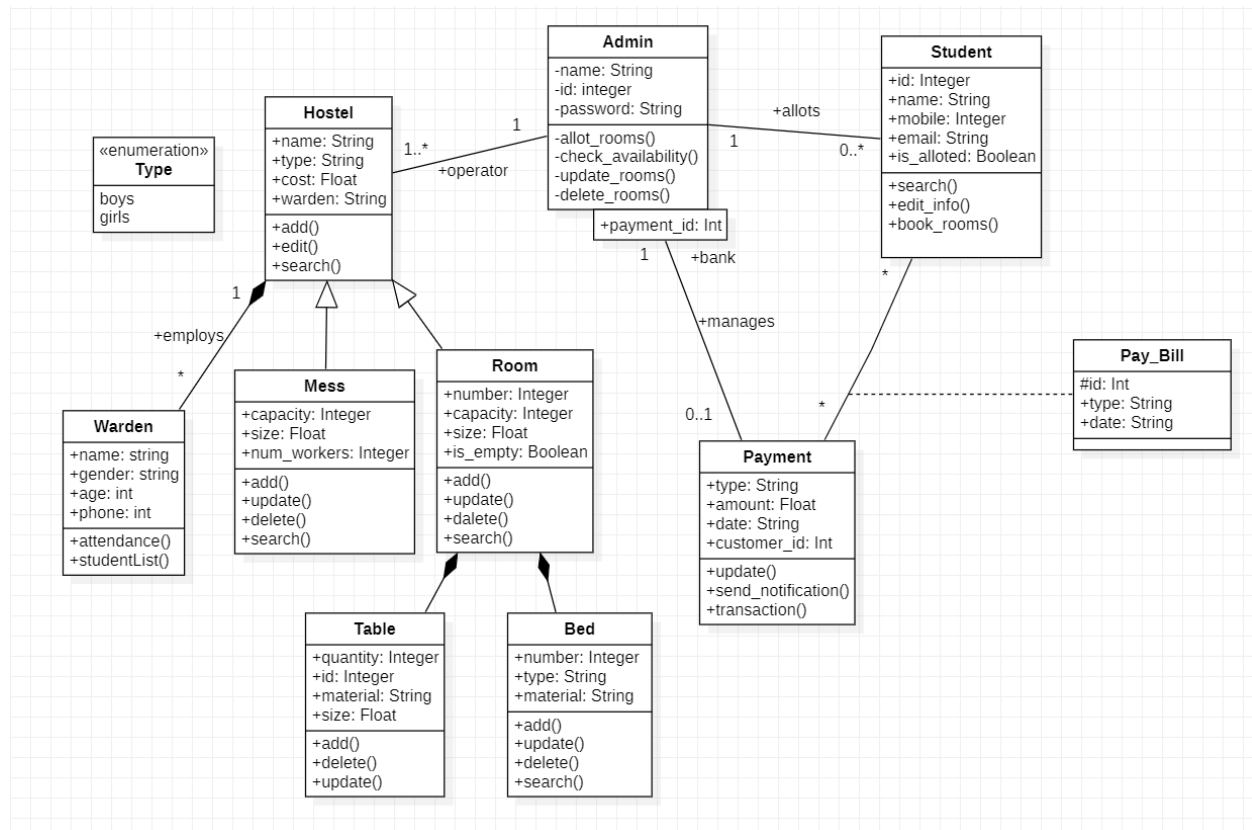 Admin
-name: String
-id: integer
-password: String
-allot_rooms()
-check_availability()
-update_rooms()
-delete_rooms()
+payment_id: Int
Student
+id: Integer
+name: String
+mobile: Integer
+email: String
+is_alloted: Boolean
+search()
+edit_info()
+book_rooms()
+allots
1
0..*
Hostel
+name: String
+type: String
+cost: Float
+warden: String
+add()
+edit()
+search()
1
1..*
+operator
«enumeration»
Type
boys
girls
1
+employs
*
1
+bank
+manages
0..1
*
*
Pay_Bill
#id: Int
+type: String
+date: String
Warden
+name: string
+gender: string
+age: int
+phone: int
+attendance()
+studentList()
Mess
+capacity: Integer
+size: Float
+num_workers: Integer
+add()
+update()
+delete()
+search()
Room
+number: Integer
+capacity: Integer
+size: Float
+is_empty: Boolean
+add()
+update()
+dalete()
+search()
Payment
+type: String
+amount: Float
+date: String
+customer_id: Int
+update()
+send_notification()
+transaction()
Table
+quantity: Integer
+id: Integer
+material: String
+size: Float
+add()
+delete()
+update()
Bed
+number: Integer
+type: String
+material: String
+add()
+update()
+delete()
+search()